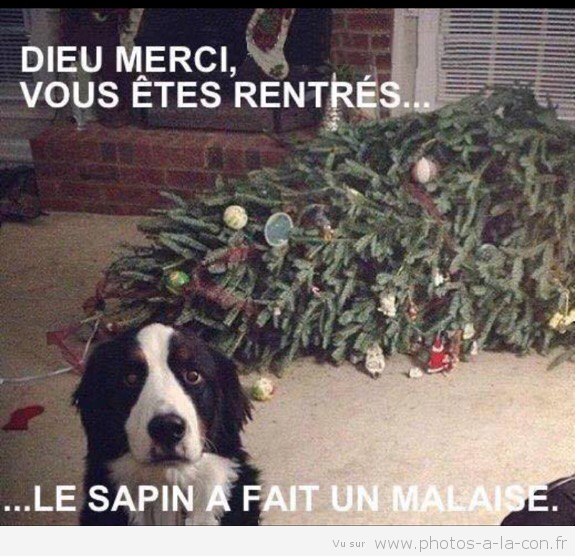 DIEU MERCI,
VOUS ÊTES RENTRÉS...
...LE SAPIN A FAIT UN MALAISE.
Vu sur www.photos-a-la-con.fr